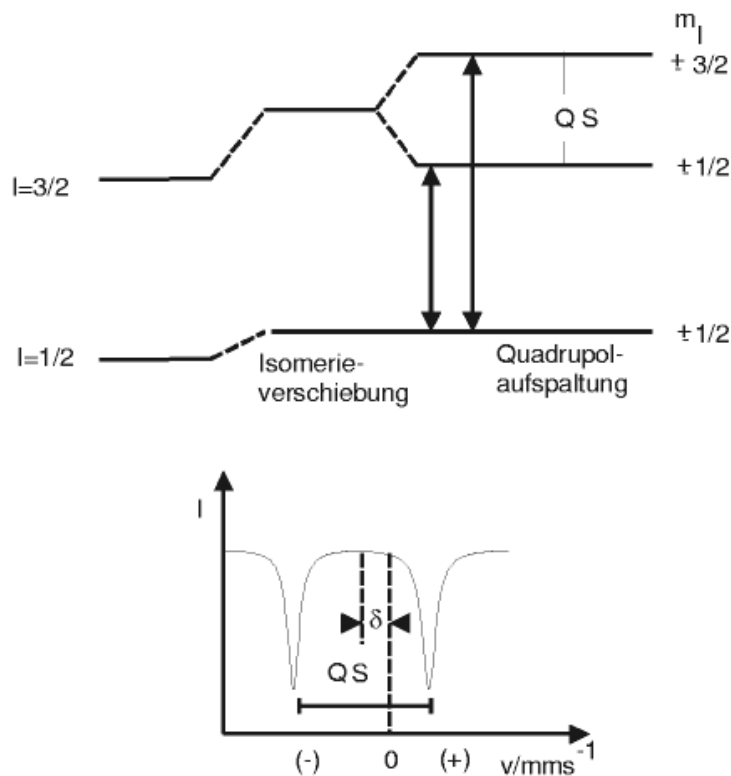 m
I
± 3/2
QS
I=3/2
±1/2
I=1/2
±1/2
Isomerie-
verschiebung
Quadrupol-
aufspaltung
I
δ
QS
(-) 0 (+) v/mms-1